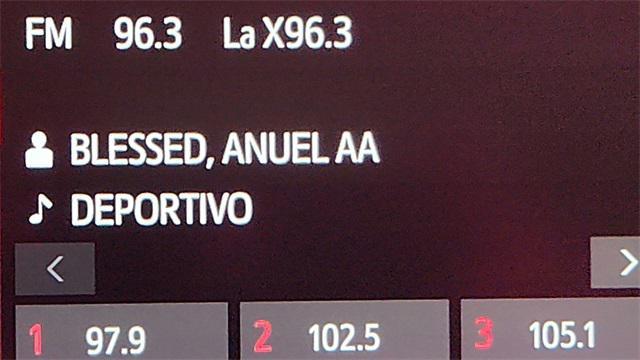 FM 96.3 La X96.3
BLESSED, ANUEL AA
DEPORTIVO
1 97.9 2 102.5 3 105.1